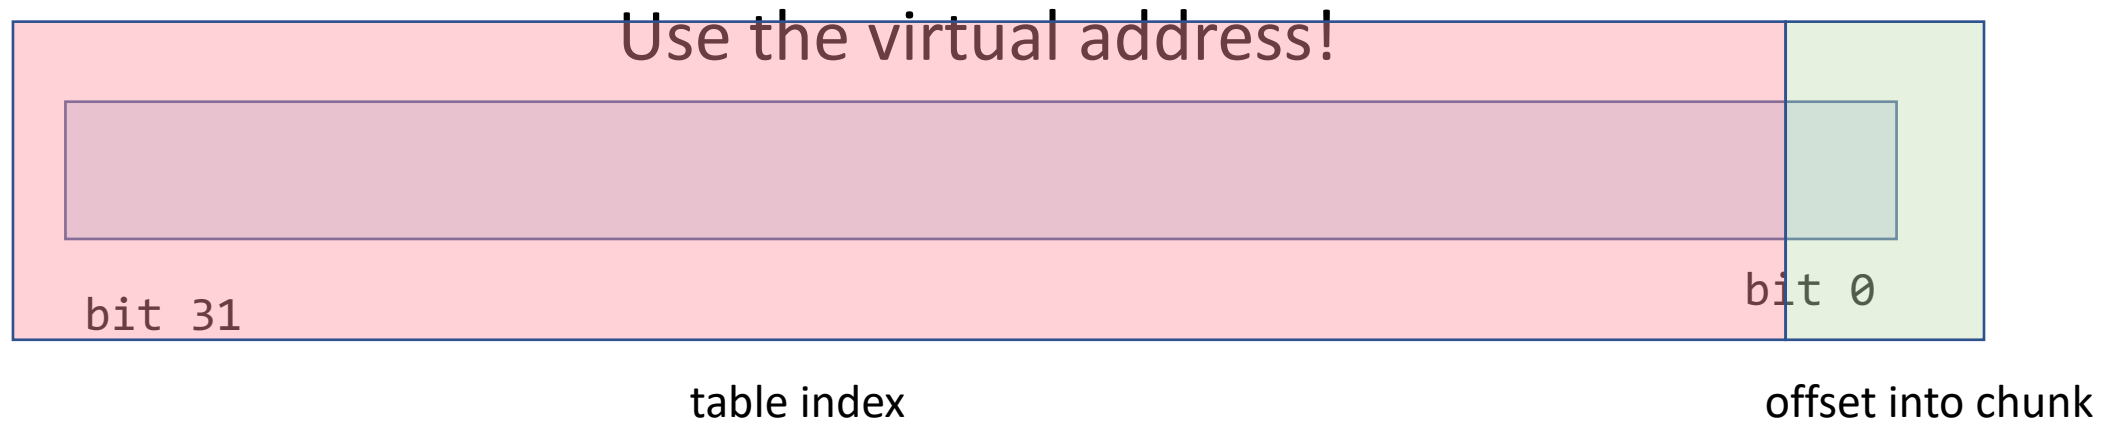 Use the virtual address!
bit 31
bit 0
table index
offset into chunk